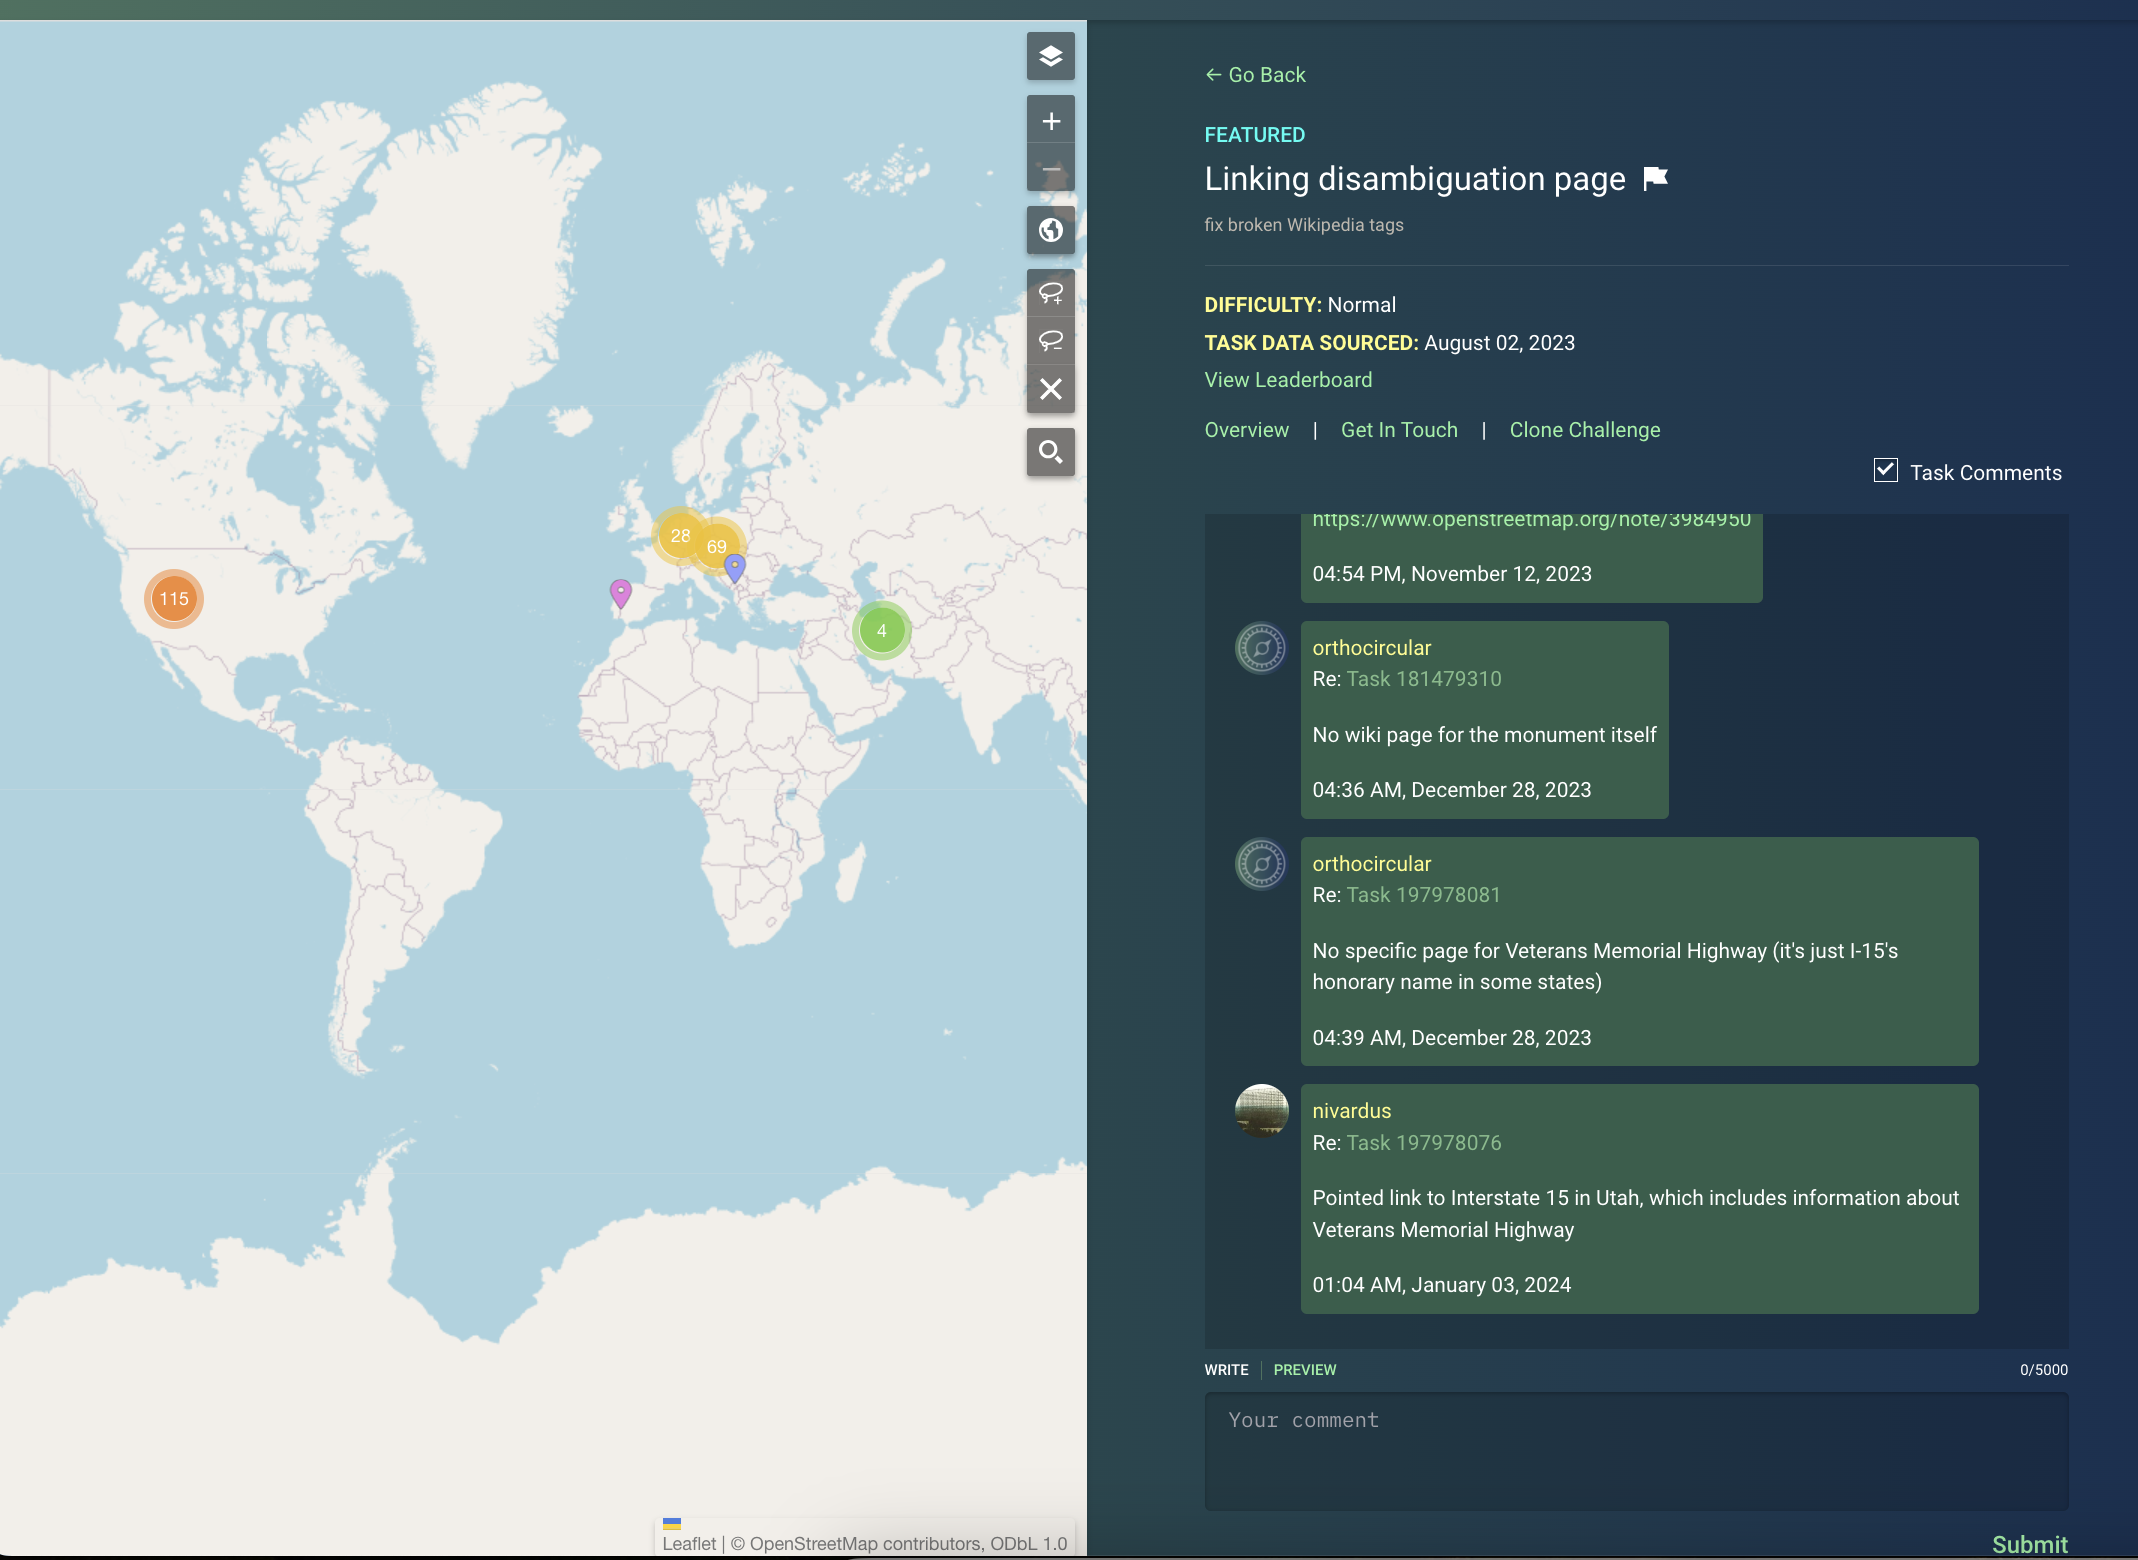 ← Go Back
FEATURED
Linking disambiguation page
fix broken Wikipedia tags
DIFFICULTY: Normal
TASK DATA SOURCED: August 02, 2023
View Leaderboard
Overview | Get In Touch | Clone Challenge
Task Comments
https://www.openstreetmap.org/note/3984950
04:54 PM, November 12, 2023
orthocircular
Re: Task 181479310
No wiki page for the monument itself
04:36 AM, December 28, 2023
orthocircular
Re: Task 197978081
No specific page for Veterans Memorial Highway (it's just I-15's
honorary name in some states)
04:39 AM, December 28, 2023
nivardus
Re: Task 197978076
Pointed link to Interstate 15 in Utah, which includes information about
Veterans Memorial Highway
01:04 AM, January 03, 2024
WRITE | PREVIEW
0/5000
Your comment
Submit
28
69
115
4
Leaflet | © OpenStreetMap contributors, ODbL 1.0